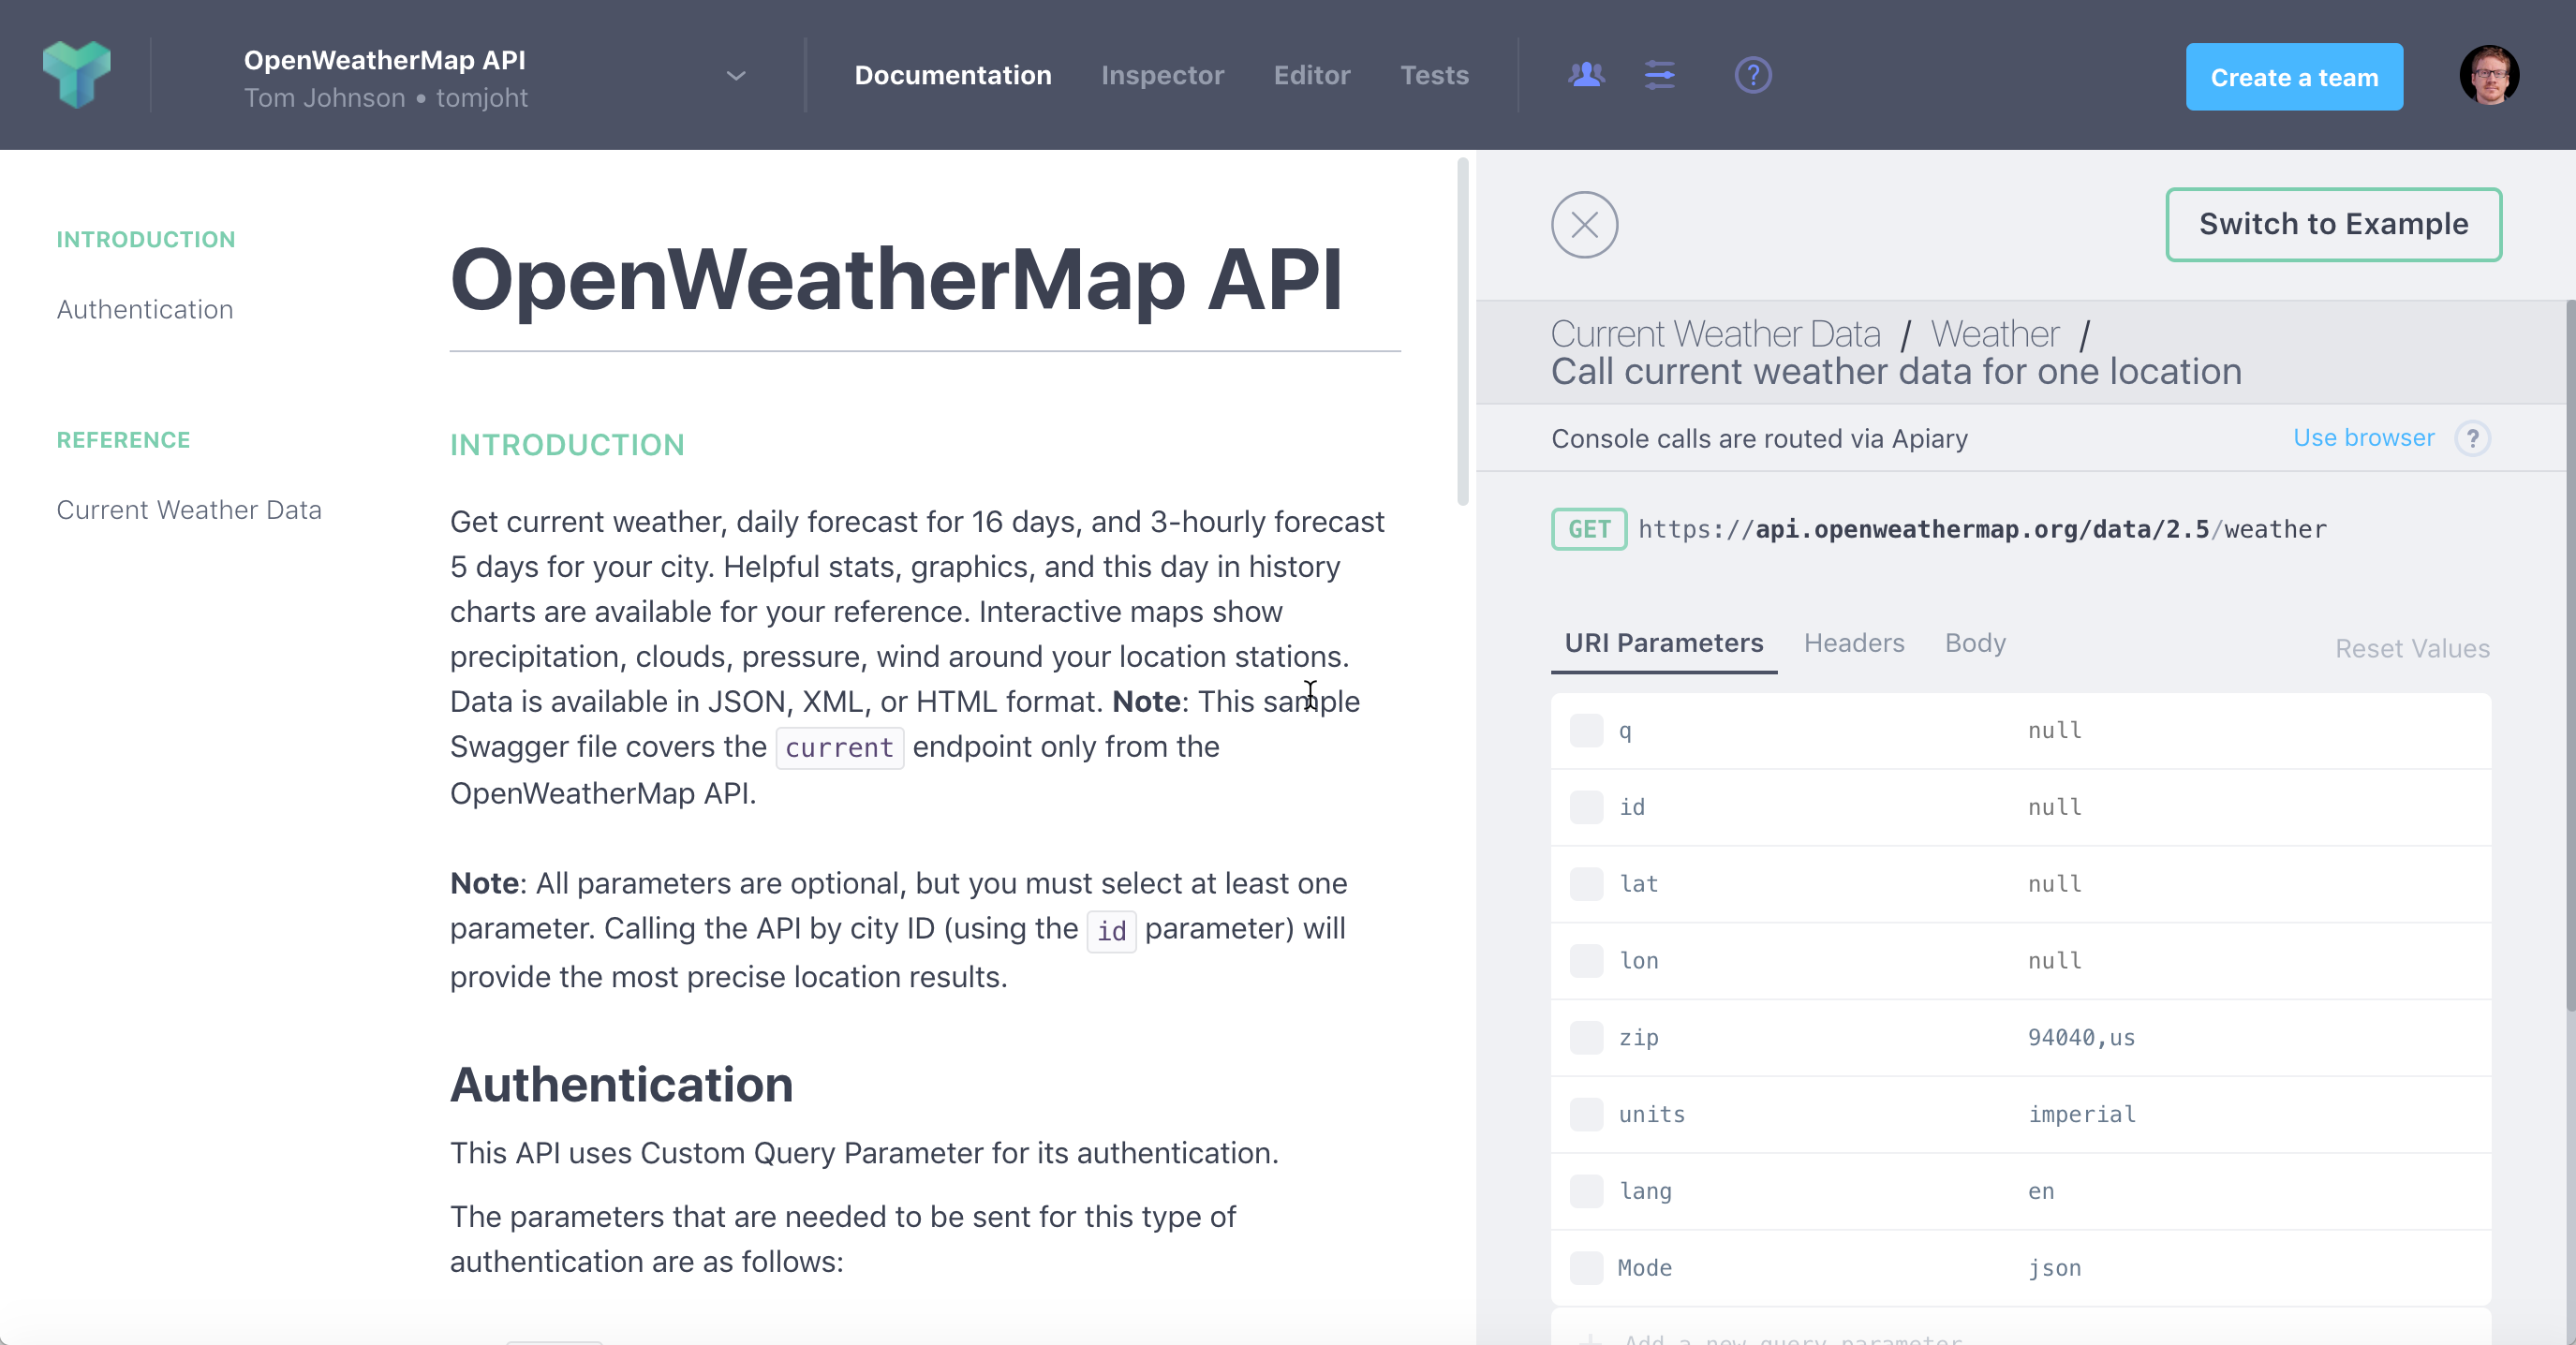 OpenWeatherMap API
Tom Johnson • tomjoht
Documentation
Inspector
Editor
Tests
?
Create a team
INTRODUCTION
Authentication
REFERENCE
Current Weather Data
OpenWeatherMap API
INTRODUCTION
Get current weather, daily forecast for 16 days, and 3-hourly forecast
5 days for your city. Helpful stats, graphics, and this day in history
charts are available for your reference. Interactive maps show
precipitation, clouds, pressure, wind around your location stations.
Data is available in JSON, XML, or HTML format. Note: This sample
Swagger file covers the current endpoint only from the
OpenWeatherMap API.
Note: All parameters are optional, but you must select at least one
parameter. Calling the API by city ID (using the id parameter) will
provide the most precise location results.
Authentication
This API uses Custom Query Parameter for its authentication.
The parameters that are needed to be sent for this type of
authentication are as follows:
Switch to Example
Current Weather Data / Weather /
Call current weather data for one location
Console calls are routed via Apiary
Use browser ?
GET https://api.openweathermap.org/data/2.5/weather
URI Parameters Headers Body Reset Values
q null
id null
lat null
lon null
zip 94040,us
units imperial
lang en
Mode json
+ Add a new query parameter